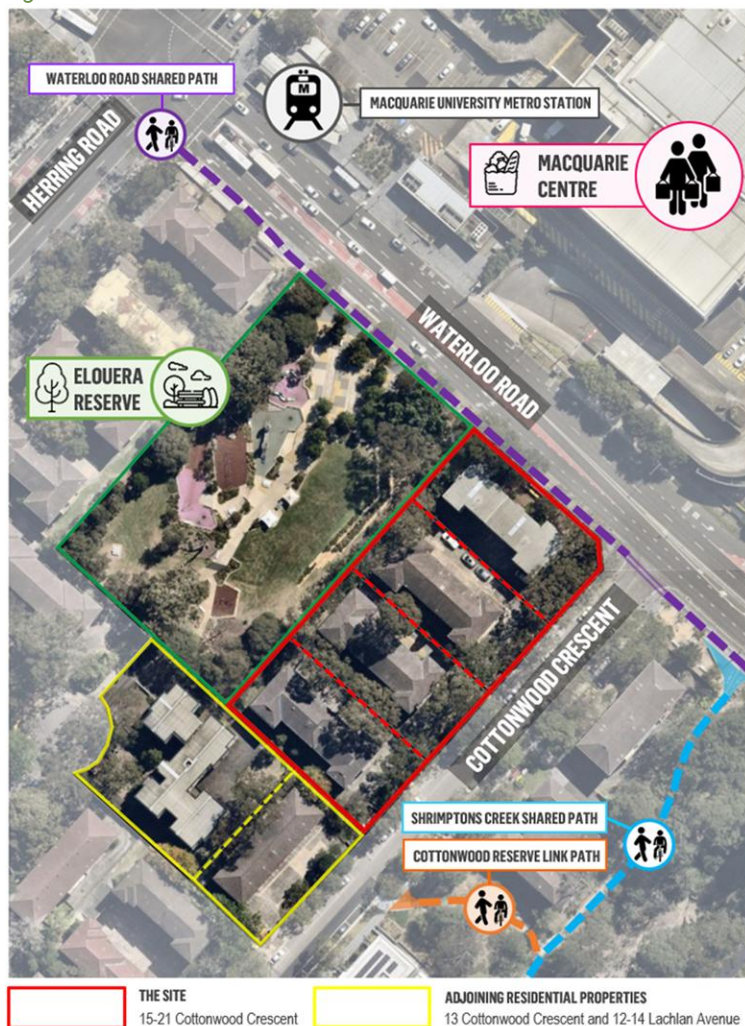 WATERLOO ROAD SHARED PATH
M
MACQUARIE UNIVERSITY METRO STATION
HERRING ROAD
MACQUARIE
CENTRE
WATERLOO ROAD
ELOUERA
RESERVE
COTTONWOOD CRESCENT
SHRIMPTONS CREEK SHARED PATH
COTTONWOOD RESERVE LINK PATH
THE SITE
15-21 Cottonwood Crescent
ADJOINING RESIDENTIAL PROPERTIES
13 Cottonwood Crescent and 12-14 Lachlan Avenue